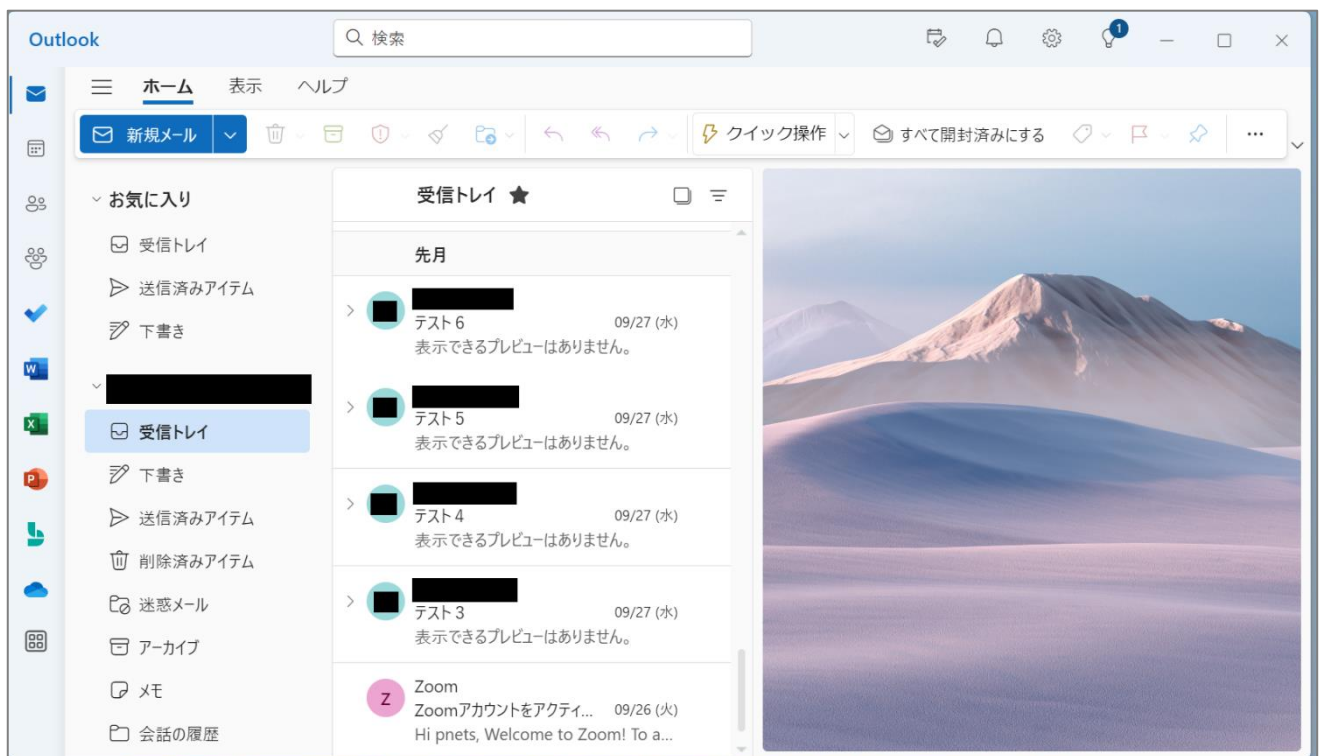 Outlook
検索
1
ホーム 表示 ヘルプ
新規メール クイック操作 すべて開封済みにする
お気に入り
受信トレイ
送信済みアイテム
下書き
受信トレイ
下書き
送信済みアイテム
削除済みアイテム
迷惑メール
アーカイブ
メモ
会話の履歴
受信トレイ
先月
テスト 6 09/27 (水)
表示できるプレビューはありません。
テスト 5 09/27 (水)
表示できるプレビューはありません。
テスト 4 09/27 (水)
表示できるプレビューはありません。
テスト 3 09/27 (水)
表示できるプレビューはありません。
Z
Zoom
Zoomアカウントをアクティ... 09/26 (火)
Hi pnets, Welcome to Zoom! To a...
W
X
P